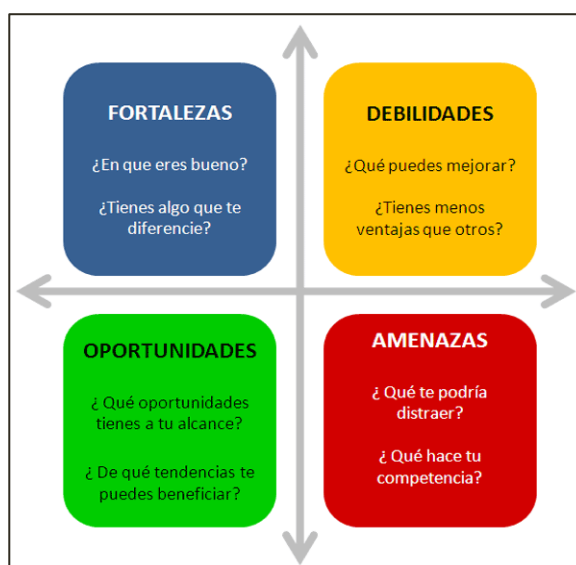 FORTALEZAS
¿En que eres bueno?
¿Tienes algo que te
diferencie?
DEBILIDADES
¿Qué puedes mejorar?
¿Tienes menos
ventajas que otros?
OPORTUNIDADES
¿ Qué oportunidades
tienes a tu alcance?
¿ De qué tendencias te
puedes beneficiar?
AMENAZAS
¿ Qué te podría
distraer?
¿ Qué hace tu
competencia?